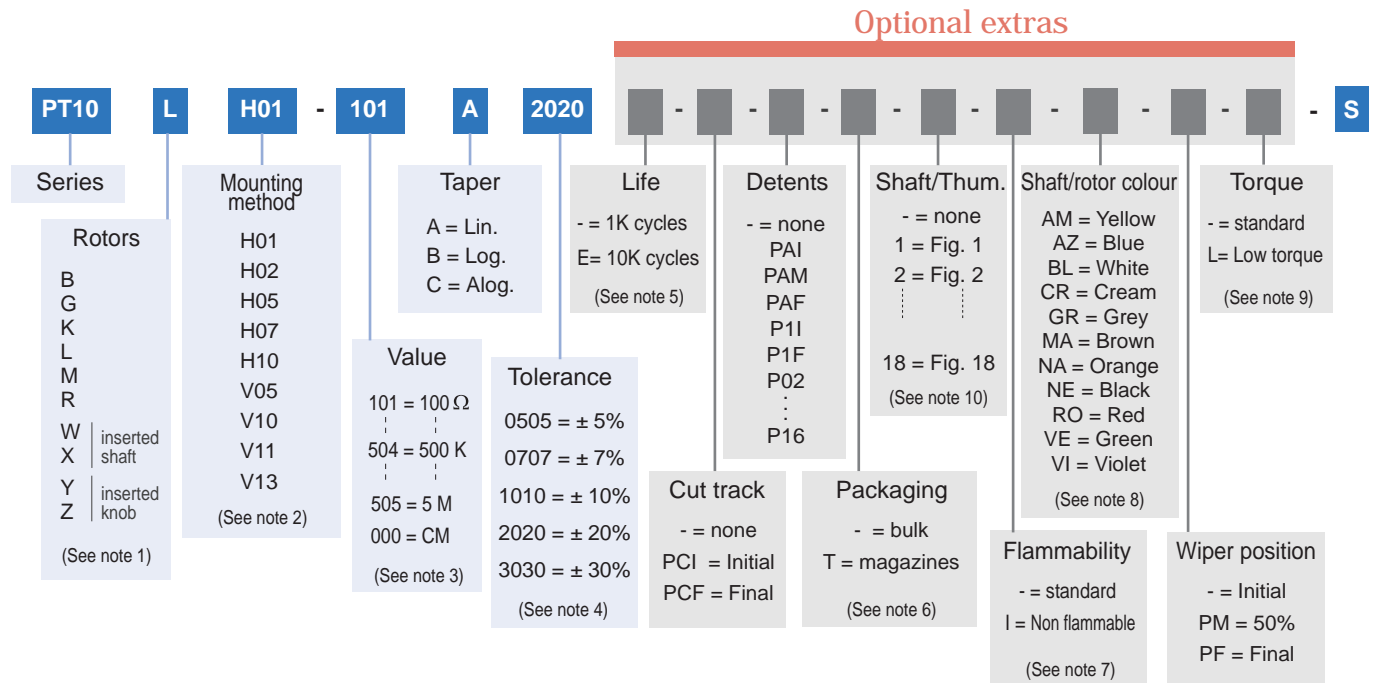 Optional extras
PT10 L H01 - 101 A 2020 - - - - - - - - - S
Series
Rotors
B
G
K
L
M
R
W
X
inserted
shaft
Y
Z
inserted
knob
(See note 1)
Mounting
method
H01
H02
H05
H07
H10
V05
V10
V11
V13
(See note 2)
Value
101 = 100 Ω
504 = 500 K
505 = 5 M
000 = CM
(See note 3)
Taper
A = Lin.
B = Log.
C = Alog.
Tolerance
0505 = ± 5%
0707 = ± 7%
1010 = ± 10%
2020 = ± 20%
3030 = ± 30%
(See note 4)
Life
- = 1K cycles
E= 10K cycles
(See note 5)
Cut track
- = none
PCI = Initial
PCF = Final
Detents
- = none
PAI
PAM
PAF
P1I
P1F
P02
:
P16
Packaging
- = bulk
T = magazines
(See note 6)
Shaft/Thum.
- = none
1 = Fig. 1
2 = Fig. 2
18 = Fig. 18
(See note 10)
Flammability
- = standard
I = Non flammable
(See note 7)
Shaft/rotor colour
AM = Yellow
AZ = Blue
BL = White
CR = Cream
GR = Grey
MA = Brown
NA = Orange
NE = Black
RO = Red
VE = Green
VI = Violet
(See note 8)
Wiper position
- = Initial
PM = 50%
PF = Final
Torque
- = standard
L= Low torque
(See note 9)